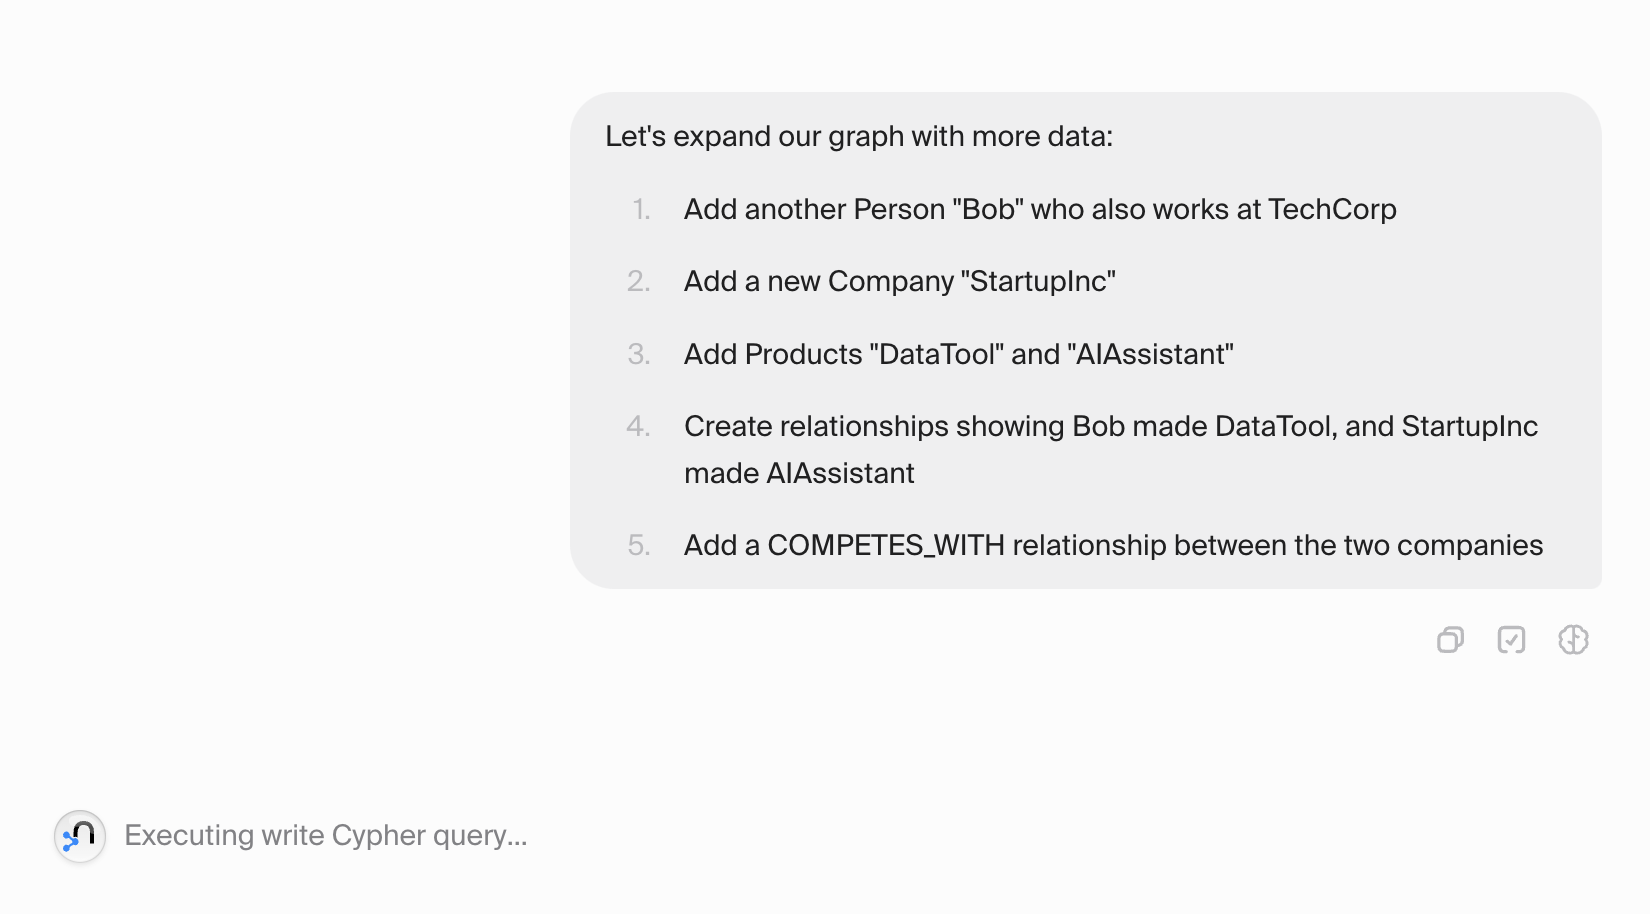 Let's expand our graph with more data:
1. Add another Person "Bob" who also works at TechCorp
2. Add a new Company "StartupInc"
3. Add Products "DataTool" and "AIAssistant"
4. Create relationships showing Bob made DataTool, and StartupInc
made AIAssistant
5. Add a COMPETES_WITH relationship between the two companies
Executing write Cypher query...